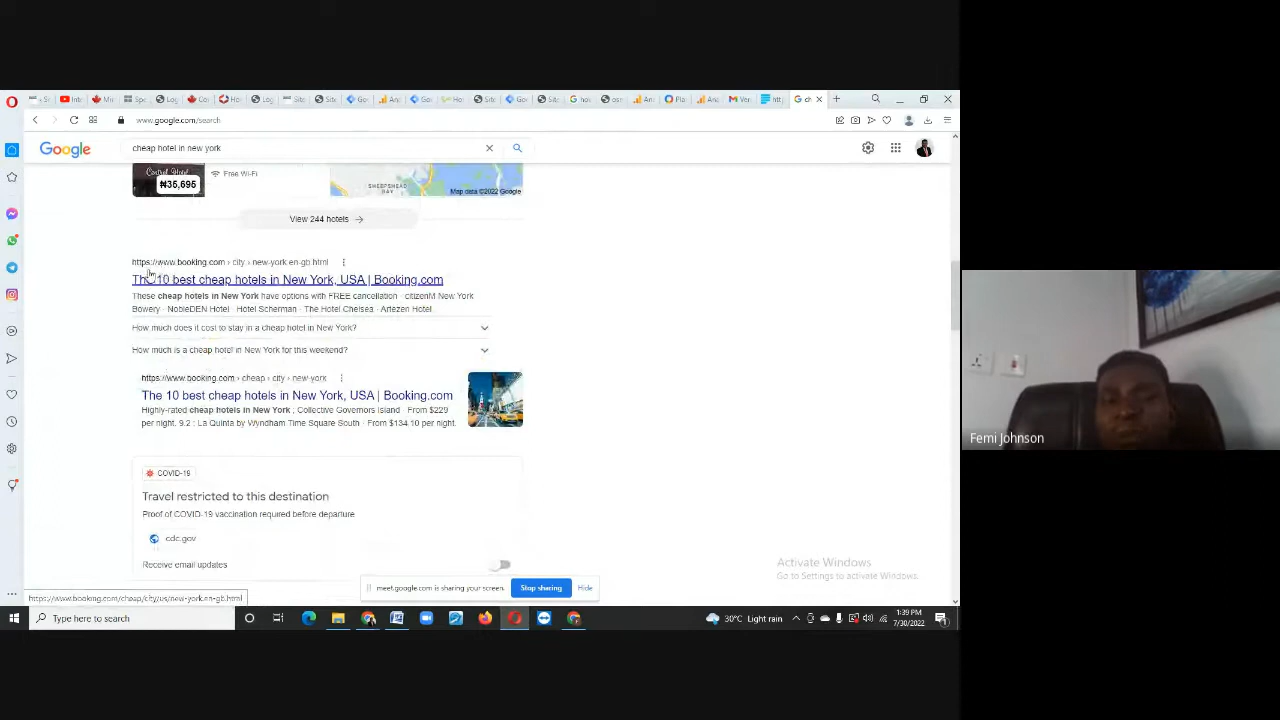 www.google.com/search
Google
cheap hotel in new york
Central Hotel
₦35,695
Free Wi-Fi
SHEEPSHEAD
BAY
Map data ©2022 Google
View 244 hotels
https://www.booking.com › city › new-york.en-gb.html
The 10 best cheap hotels in New York, USA | Booking.com
These cheap hotels in New York have options with FREE cancellation · citizenM New York
Bowery · NobleDEN Hotel · Hotel Scherman · The Hotel Chelsea · Artezen Hotel.
How much does it cost to stay in a cheap hotel in New York?
How much is a cheap hotel in New York for this weekend?
https://www.booking.com › cheap › city › new-york
The 10 best cheap hotels in New York, USA | Booking.com
Highly-rated cheap hotels in New York ; Collective Governors Island · From $229
per night. 9.2 ; La Quinta by Wyndham Time Square South · From $134.10 per night.
COVID-19
Travel restricted to this destination
Proof of COVID-19 vaccination required before departure
cdc.gov
Receive email updates
Activate Windows
Go to Settings to activate Windows.
meet.google.com is sharing your screen.
Stop sharing
Hide
https://www.booking.com/cheap/city/us/new-york.en-gb.html
Type here to search
30°C Light rain
1:39 PM
7/30/2022
Femi Johnson